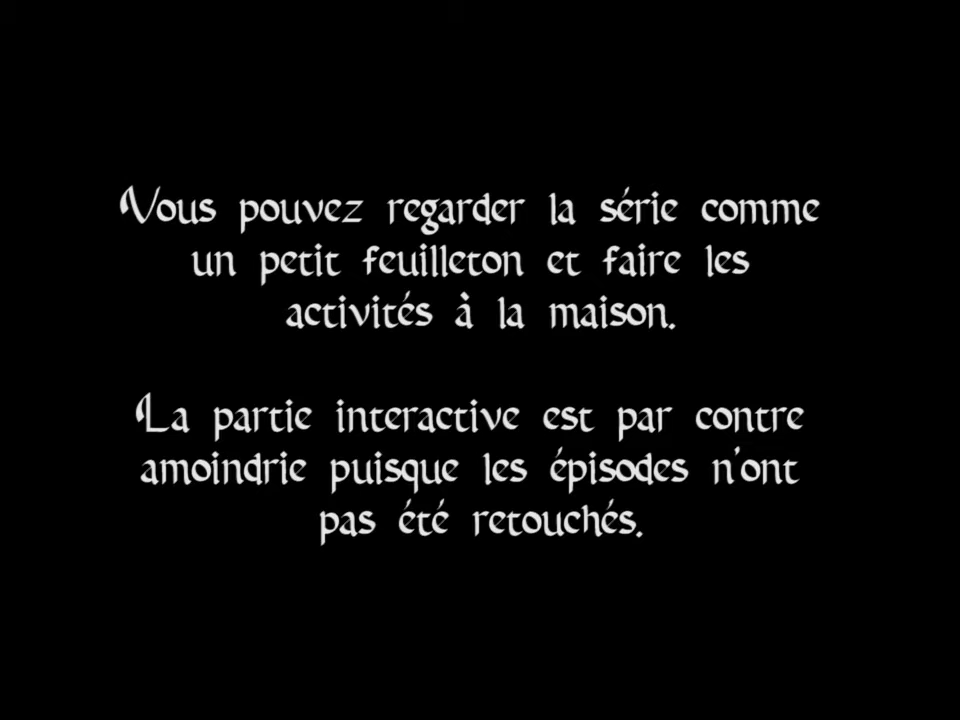 Vous pouvez regarder la série comme
un petit feuilleton et faire les
activités à la maison.
La partie interactive est par contre
amoindrie puisque les épisodes n'ont
pas été retouchés.